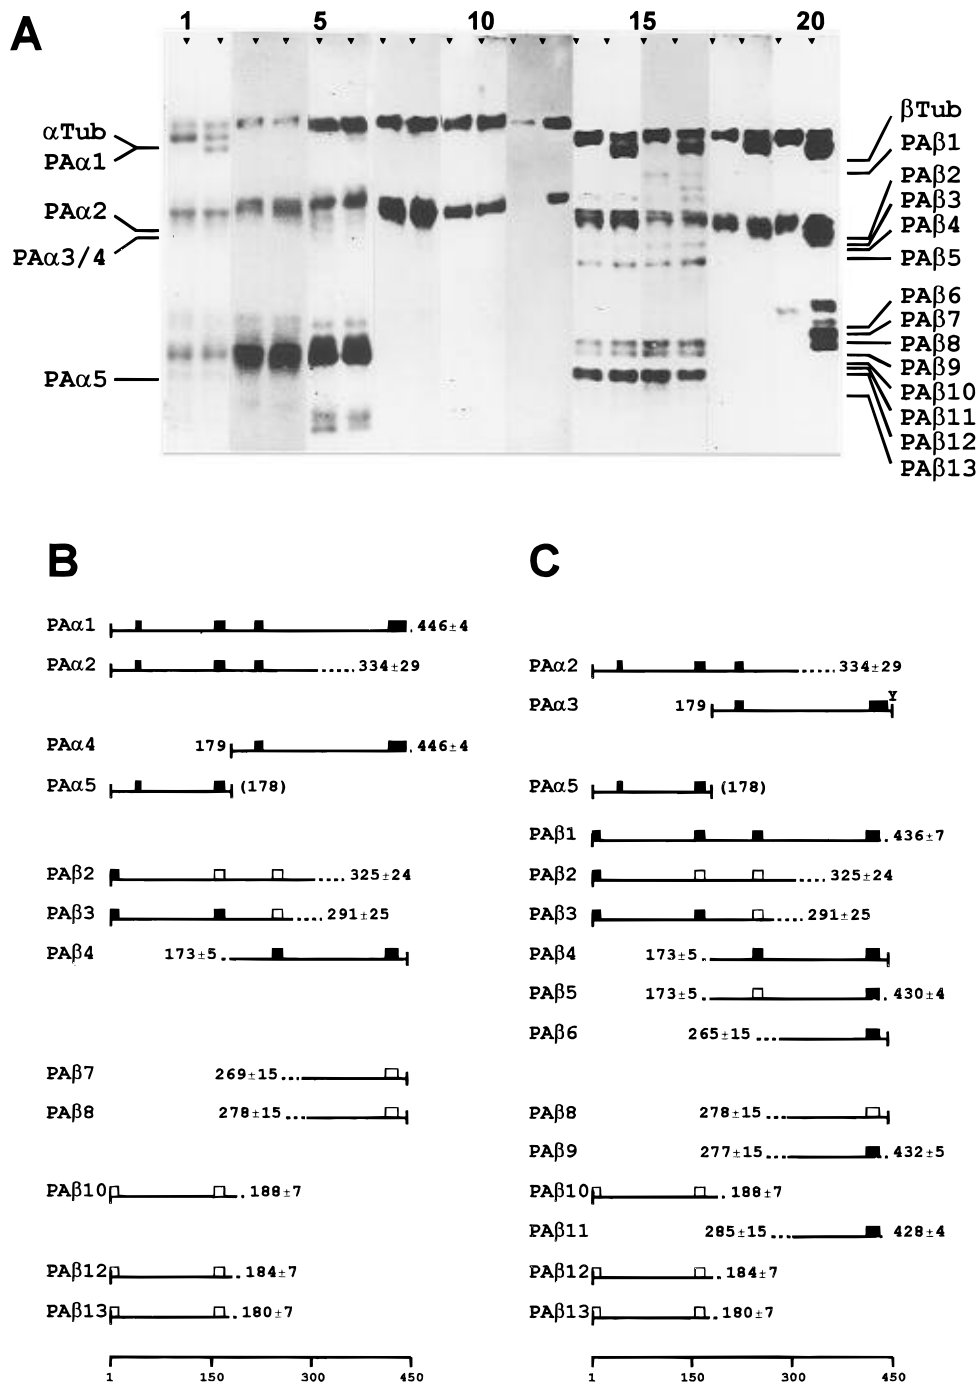 A
1 5 10 15 20
αTub
PAα1
PAα2
PAα3/4
PAα5
βTub
PAβ1
PAβ2
PAβ3
PAβ4
PAβ5
PAβ6
PAβ7
PAβ8
PAβ9
PAβ10
PAβ11
PAβ12
PAβ13
B
PAα1 446±4
PAα2 334±29
PAα4 179 446±4
PAα5 (178)
PAβ2 325±24
PAβ3 291±25
PAβ4 173±5
PAβ7 269±15
PAβ8 278±15
PAβ10 188±7
PAβ12 184±7
PAβ13 180±7
1 150 300 450
C
PAα2 334±29
PAα3 179 Y
PAα5 (178)
PAβ1 436±7
PAβ2 325±24
PAβ3 291±25
PAβ4 173±5
PAβ5 173±5 430±4
PAβ6 265±15
PAβ8 278±15
PAβ9 277±15 432±5
PAβ10 188±7
PAβ11 285±15 428±4
PAβ12 184±7
PAβ13 180±7
1 150 300 450